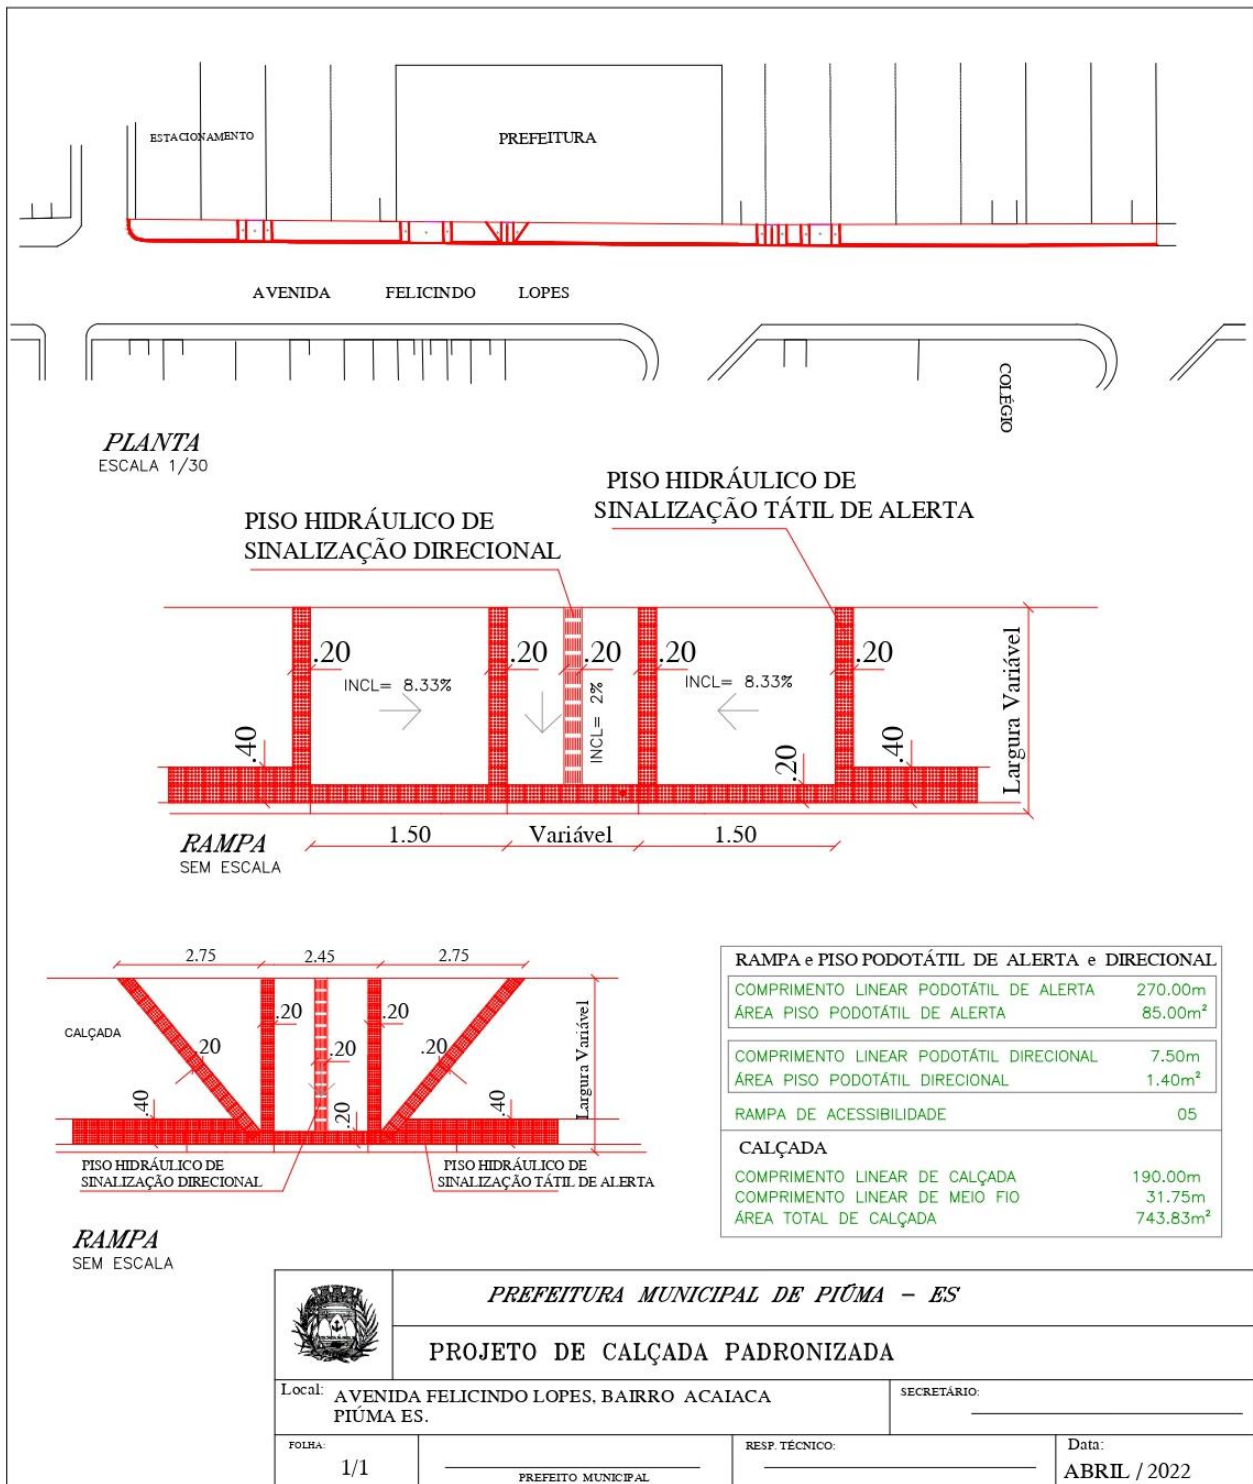 ESTACIONAMENTO
PREFEITURA
AVENIDA FELICINDO LOPES
COLÉGIO
PLANTA
ESCALA 1/30
PISO HIDRÁULICO DE
SINALIZAÇÃO TÁTIL DE ALERTA
PISO HIDRÁULICO DE
SINALIZAÇÃO DIRECIONAL
.20
.20
.20
.20
.20
INCL= 8.33%
INCL= 2%
INCL= 8.33%
.40
.20
.40
Largura Variável
1.50
Variável
1.50
RAMPA
SEM ESCALA
2.75
2.45
2.75
CALÇADA
.20
.20
.20
.20
.20
.40
.20
.40
Largura Variável
PISO HIDRÁULICO DE
SINALIZAÇÃO DIRECIONAL
PISO HIDRÁULICO DE
SINALIZAÇÃO TÁTIL DE ALERTA
RAMPA
SEM ESCALA
RAMPA e PISO PODOTÁTIL DE ALERTA e DIRECIONAL
COMPRIMENTO LINEAR PODOTÁTIL DE ALERTA 270.00m
ÁREA PISO PODOTÁTIL DE ALERTA 85.00m²
COMPRIMENTO LINEAR PODOTÁTIL DIRECIONAL 7.50m
ÁREA PISO PODOTÁTIL DIRECIONAL 1.40m²
RAMPA DE ACESSIBILIDADE 05
CALÇADA
COMPRIMENTO LINEAR DE CALÇADA 190.00m
COMPRIMENTO LINEAR DE MEIO FIO 31.75m
ÁREA TOTAL DE CALÇADA 743.83m²
PREFEITURA MUNICIPAL DE PIÚMA - ES
PROJETO DE CALÇADA PADRONIZADA
Local: AVENIDA FELICINDO LOPES, BAIRRO ACAIACA
PIÚMA ES.
SECRETÁRIO:
FOLHA:
1/1
PREFEITO MUNICIPAL
RESP. TÉCNICO:
Data:
ABRIL / 2022